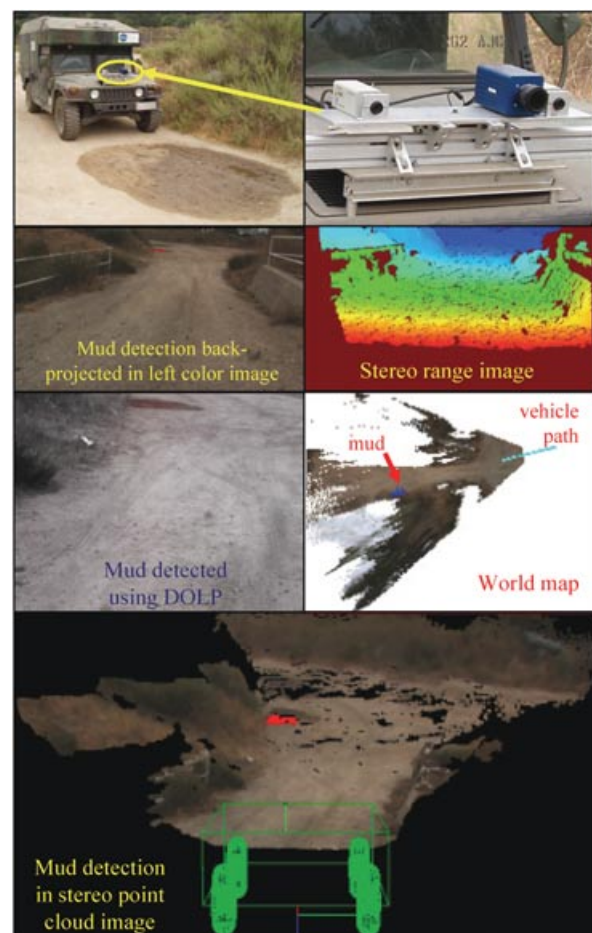 Mud detection back-
projected in left color image
Stereo range image
Mud detected
using DOLP
vehicle
path
mud
World map
Mud detection
in stereo point
cloud image